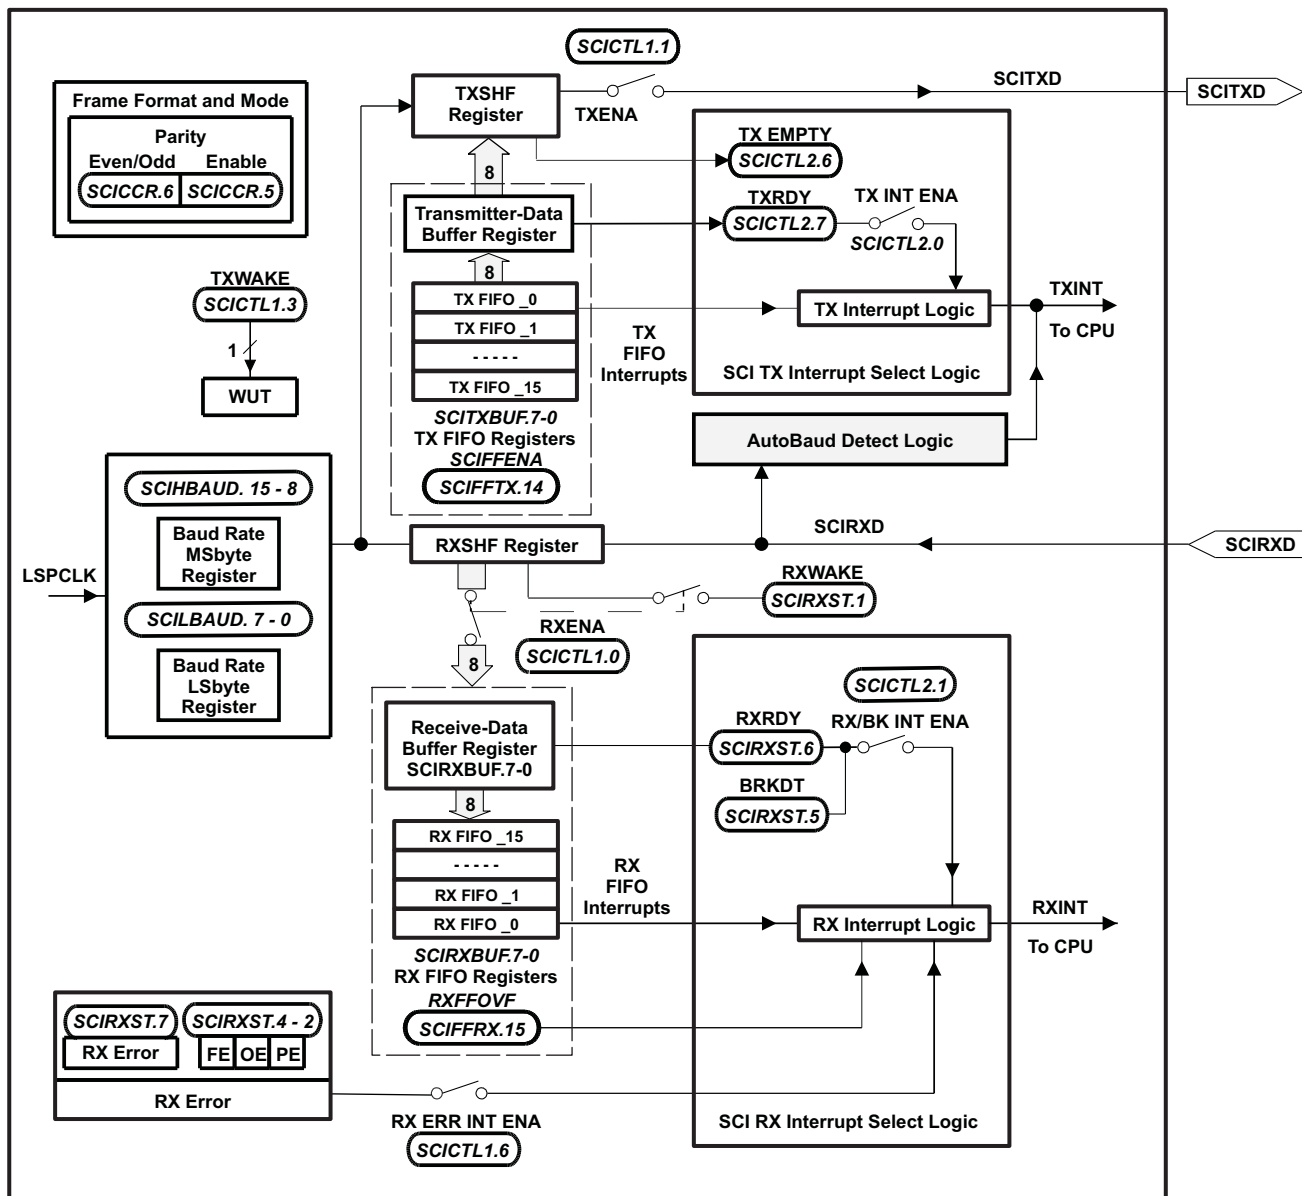 SCICTL1.1
Frame Format and Mode
Parity
Even/Odd Enable
SCICCR.6 SCICCR.5
TXSHF
Register
TXENA
SCITXD
SCITXD
8
TX EMPTY
SCICTL2.6
Transmitter-Data
Buffer Register
TXRDY
SCICTL2.7
TX INT ENA
SCICTL2.0
8
TXWAKE
SCICTL1.3
1
WUT
TX FIFO _0
TX FIFO _1
- - - - -
TX FIFO _15
TX
FIFO
Interrupts
TX Interrupt Logic
TXINT
To CPU
SCI TX Interrupt Select Logic
SCITXBUF.7-0
TX FIFO Registers
SCIFFENA
SCIFFTX.14
AutoBaud Detect Logic
LSPCLK
SCIHBAUD. 15 - 8
Baud Rate
MSbyte
Register
SCILBAUD. 7 - 0
Baud Rate
LSbyte
Register
RXSHF Register
SCIRXD
SCIRXD
RXWAKE
SCIRXST.1
RXENA
SCICTL1.0
8
SCICTL2.1
Receive-Data
Buffer Register
SCIRXBUF.7-0
RXRDY
SCIRXST.6
RX/BK INT ENA
BRKDT
SCIRXST.5
8
RX FIFO _15
- - - - -
RX FIFO _1
RX FIFO _0
RX
FIFO
Interrupts
RX Interrupt Logic
RXINT
To CPU
SCIRXBUF.7-0
RX FIFO Registers
RXFFOVF
SCIFFRX.15
SCIRXST.7 SCIRXST.4 - 2
RX Error FE OE PE
RX Error
RX ERR INT ENA
SCICTL1.6
SCI RX Interrupt Select Logic